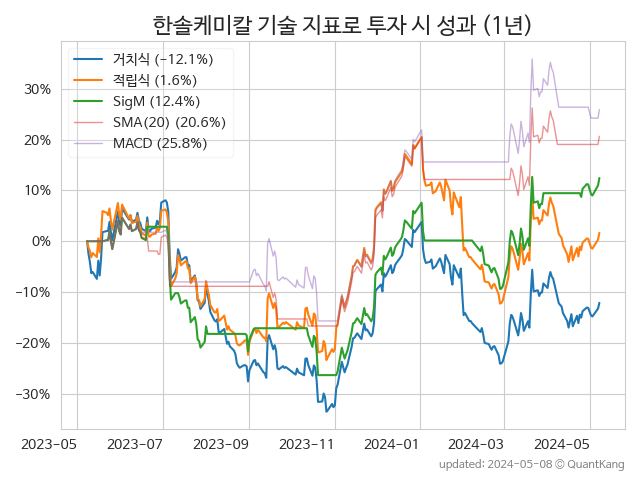 한솔케미칼 기술 지표로 투자 시 성과 (1년)
거치식 (−12.1%)
적립식 (1.6%)
SigM (12.4%)
SMA(20) (20.6%)
MACD (25.8%)
30%
20%
10%
0%
−10%
−20%
−30%
2023-05 2023-07 2023-09 2023-11 2024-01 2024-03 2024-05
updated: 2024-05-08 © QuantKang